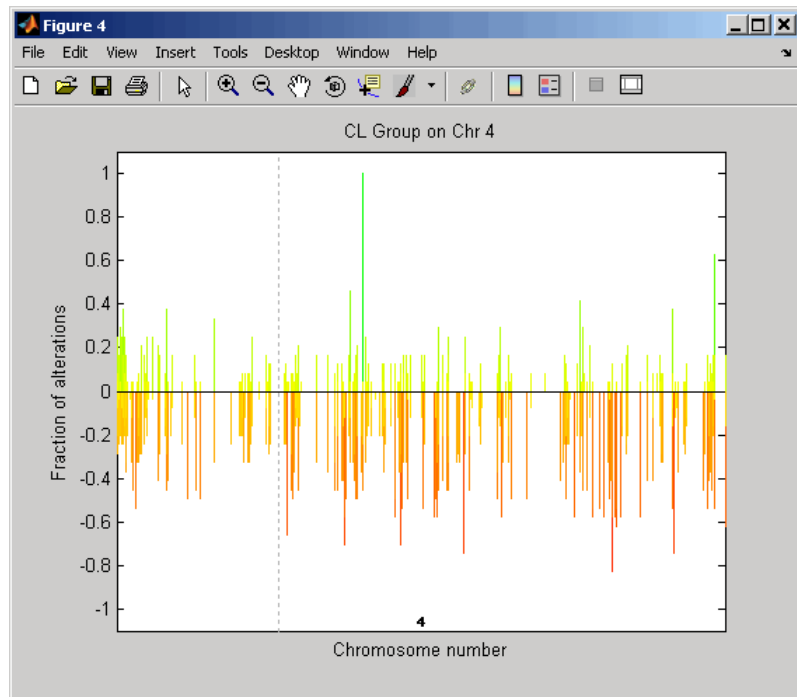 Figure 4
File Edit View Insert Tools Desktop Window Help
CL Group on Chr 4
1
0.8
0.6
0.4
0.2
0
-0.2
-0.4
-0.6
-0.8
-1
Fraction of alterations
4
Chromosome number